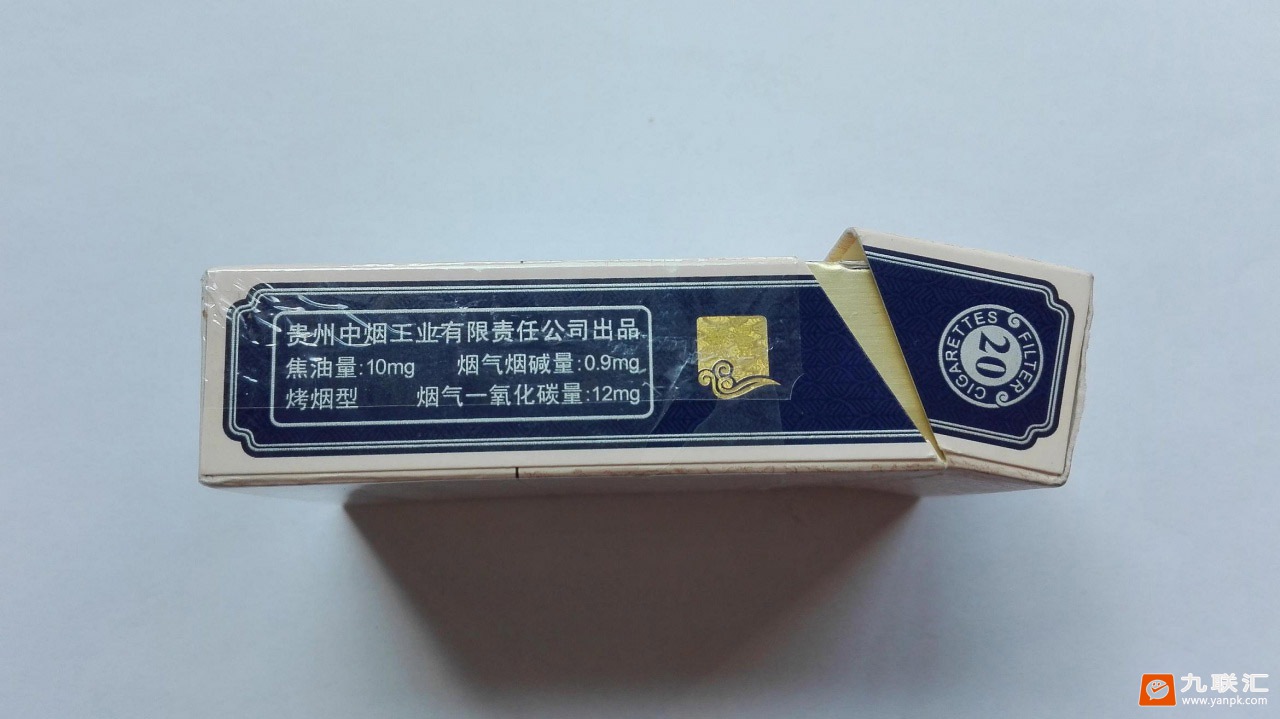 贵州中烟工业有限责任公司出品
焦油量:10mg 烟气烟碱量:0.9mg
烤烟型 烟气一氧化碳量:12mg
FILTER
CIGARETTES
20
九联汇
www.yanpk.com